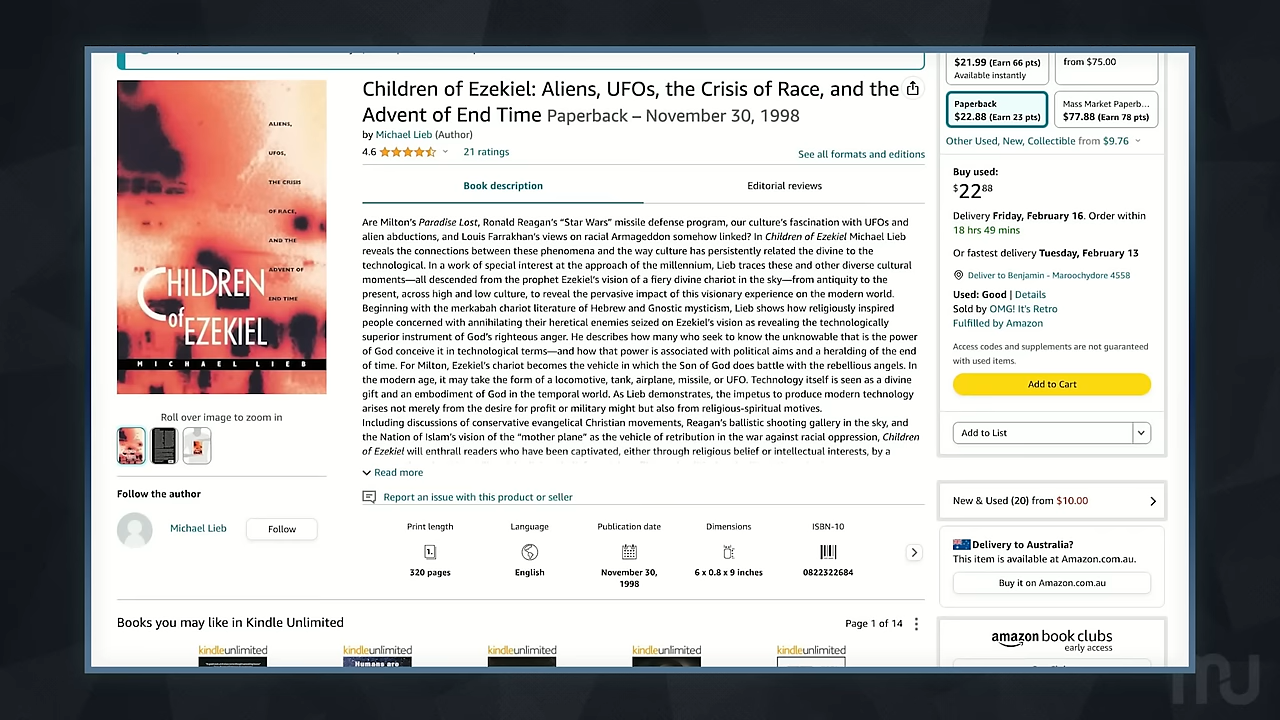 ALIENS,
UFOS,
THE CRISIS
OF RACE,
AND THE
ADVENT OF
END TIME
CHILDREN
of
EZEKIEL
MICHAEL LIEB
Roll over image to zoom in
Follow the author
Michael Lieb
Follow
Children of Ezekiel: Aliens, UFOs, the Crisis of Race, and the
Advent of End Time Paperback – November 30, 1998
by Michael Lieb (Author)
4.6
21 ratings
See all formats and editions
Book description
Editorial reviews
Are Milton's Paradise Lost, Ronald Reagan's "Star Wars" missile defense program, our culture's fascination with UFOs and
alien abductions, and Louis Farrakhan's views on racial Armageddon somehow linked? In Children of Ezekiel Michael Lieb
reveals the connections between these phenomena and the way culture has persistently related the divine to the
technological. In a work of special interest at the approach of the millennium, Lieb traces these and other diverse cultural
moments—all descended from the prophet Ezekiel's vision of a fiery divine chariot in the sky—from antiquity to the
present, across high and low culture, to reveal the pervasive impact of this visionary experience on the modern world.
Beginning with the merkabah chariot literature of Hebrew and Gnostic mysticism, Lieb shows how religiously inspired
people concerned with annihilating their heretical enemies seized on Ezekiel's vision as revealing the technologically
superior instrument of God's righteous anger. He describes how many who seek to know the unknowable that is the power
of God conceive it in technological terms—and how that power is associated with political aims and a heralding of the end
of time. For Milton, Ezekiel's chariot becomes the vehicle in which the Son of God does battle with the rebellious angels. In
the modern age, it may take the form of a locomotive, tank, airplane, missile, or UFO. Technology itself is seen as a divine
gift and an embodiment of God in the temporal world. As Lieb demonstrates, the impetus to produce modern technology
arises not merely from the desire for profit or military might but also from religious-spiritual motives.
Including discussions of conservative evangelical Christian movements, Reagan's ballistic shooting gallery in the sky, and
the Nation of Islam's vision of the "mother plane" as the vehicle of retribution in the war against racial oppression, Children
of Ezekiel will enthrall readers who have been captivated, either through religious belief or intellectual interests, by a
Read more
Report an issue with this product or seller
Print length
Language
Publication date
Dimensions
ISBN-10
320 pages
English
November 30,
1998
6 x 0.8 x 9 inches
0822322684
Books you may like in Kindle Unlimited
Page 1 of 14
kindleunlimited
kindleunlimited
kindleunlimited
kindleunlimited
kindleunlimited
Humans are
$21.99 (Earn 66 pts)
Available instantly
from $75.00
Paperback
$22.88 (Earn 23 pts)
Mass Market Paperb...
$77.88 (Earn 78 pts)
Other Used, New, Collectible from $9.76
Buy used:
$22 88
Delivery Friday, February 16. Order within
18 hrs 49 mins
Or fastest delivery Tuesday, February 13
Deliver to Benjamin - Maroochydore 4558
Used: Good | Details
Sold by OMG! It's Retro
Fulfilled by Amazon
Access codes and supplements are not guaranteed
with used items.
Add to Cart
Add to List
New & Used (20) from $10.00
Delivery to Australia?
This item is available at Amazon.com.au.
Buy it on Amazon.com.au
amazon book clubs
early access